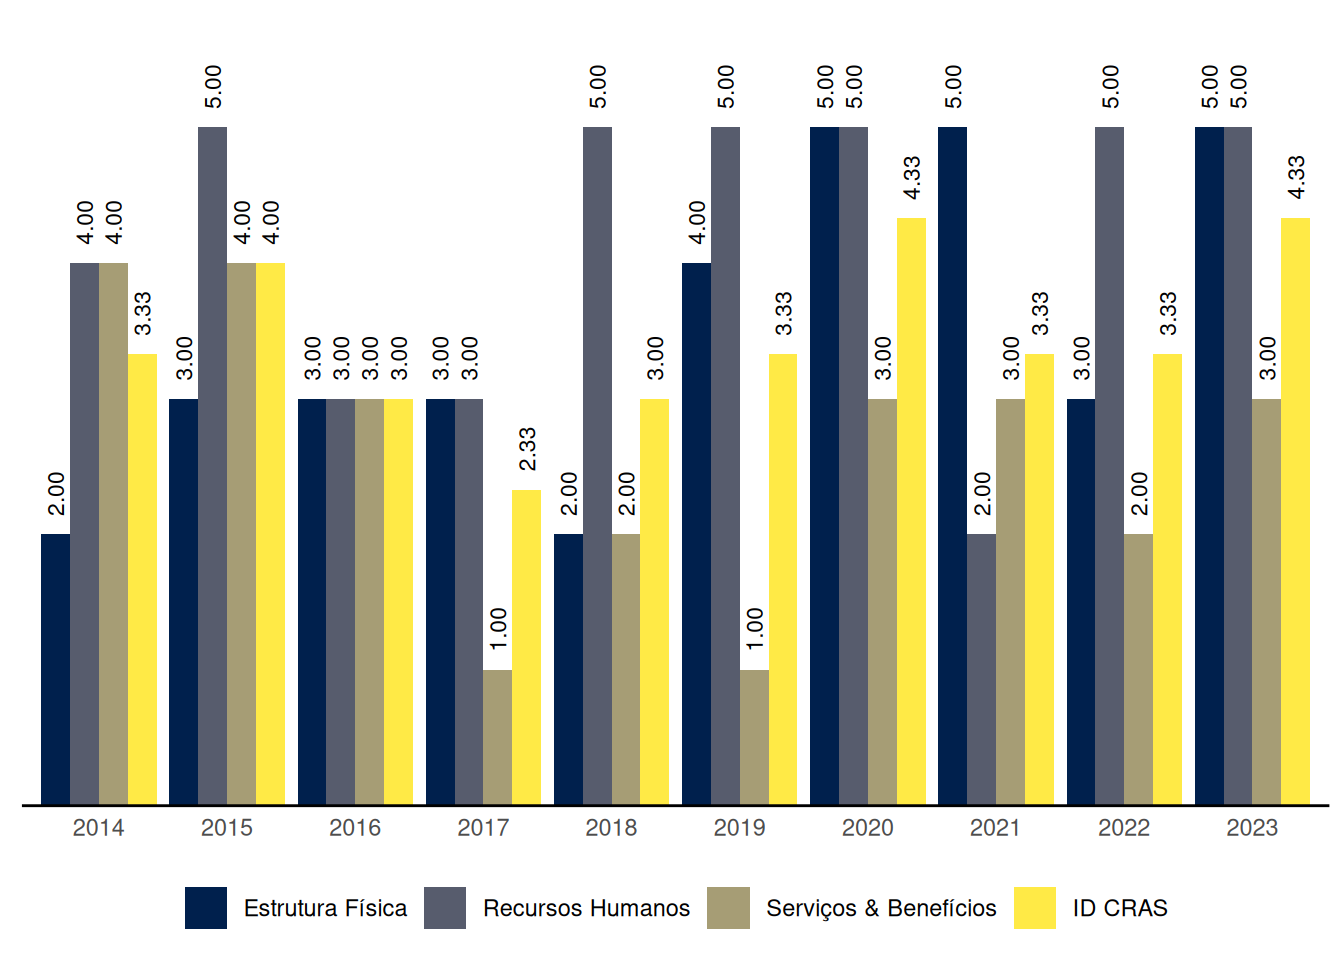 2.00 4.00 4.00 3.33
3.00 5.00 4.00 4.00
3.00 3.00 3.00 3.00
3.00 3.00 1.00 2.33
2.00 5.00 2.00 3.00
4.00 5.00 1.00 3.33
5.00 5.00 3.00 4.33
5.00 2.00 3.00 3.33
3.00 5.00 2.00 3.33
5.00 5.00 3.00 4.33
2014 2015 2016 2017 2018 2019 2020 2021 2022 2023
Estrutura Física Recursos Humanos Serviços & Benefícios ID CRAS